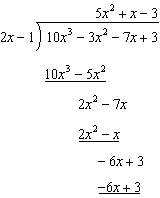 5x² + x − 3
2x − 1) 10x³ − 3x² − 7x + 3
10x³ − 5x²
2x² − 7x
2x² − x
− 6x + 3
−6x + 3